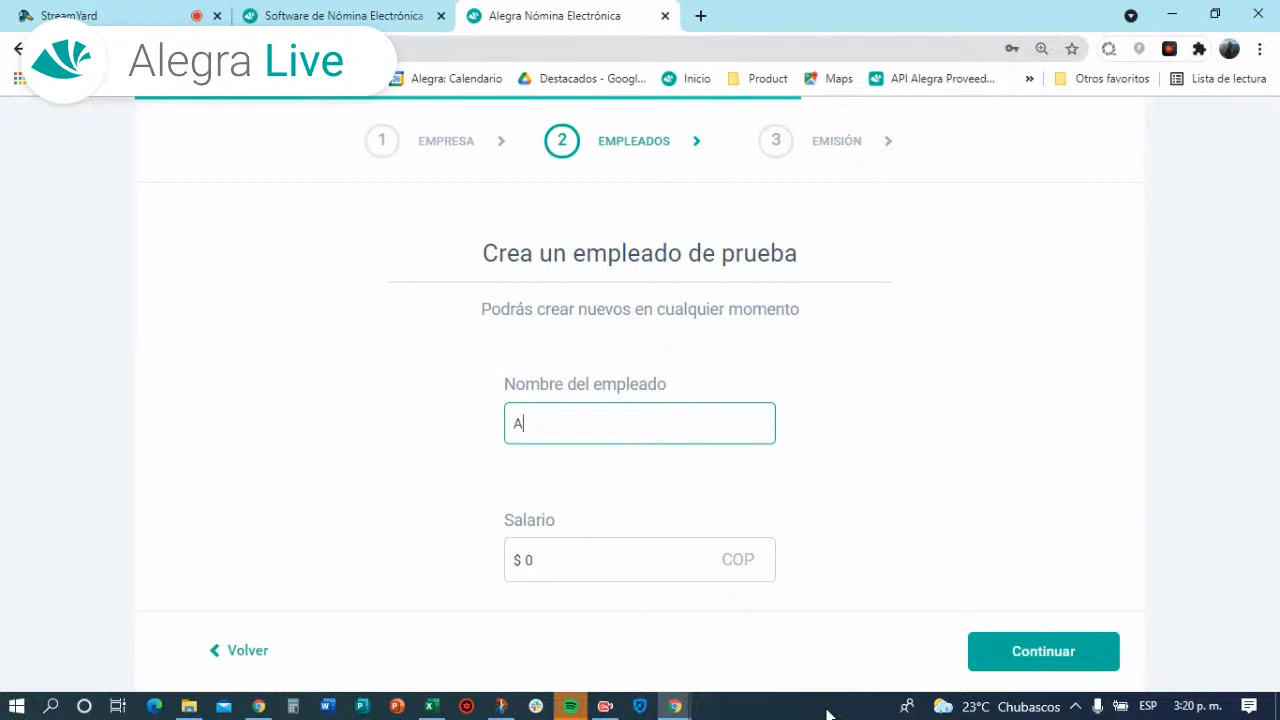 StreamYard
Software de Nómina Electrónica
Alegra Nómina Electrónica
Alegra Live
Alegra: Calendario
Destacados - Googl...
Inicio
Product
Maps
API Alegra Proveed...
»
Otros favoritos
Lista de lectura
1 EMPRESA
2 EMPLEADOS
3 EMISIÓN
Crea un empleado de prueba
Podrás crear nuevos en cualquier momento
Nombre del empleado
A
Salario
$ 0 COP
Volver
Continuar
23°C Chubascos
ESP
3:20 p. m.